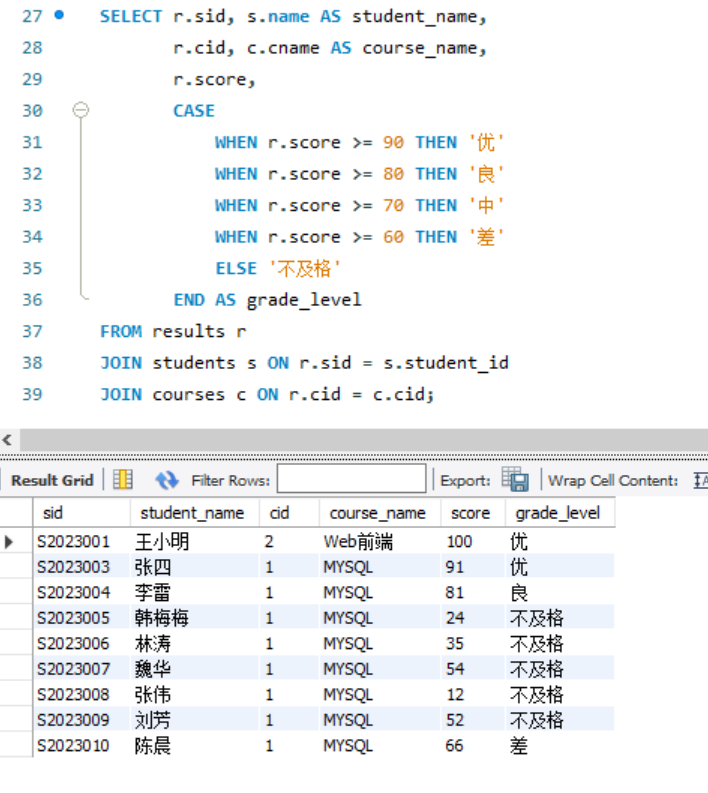 27 SELECT r.sid, s.name AS student_name,
28 r.cid, c.cname AS course_name,
29 r.score,
30 CASE
31 WHEN r.score >= 90 THEN '优'
32 WHEN r.score >= 80 THEN '良'
33 WHEN r.score >= 70 THEN '中'
34 WHEN r.score >= 60 THEN '差'
35 ELSE '不及格'
36 END AS grade_level
37 FROM results r
38 JOIN students s ON r.sid = s.student_id
39 JOIN courses c ON r.cid = c.cid;
Result Grid Filter Rows: Export: Wrap Cell Content:
sid student_name cid course_name score grade_level
S2023001 王小明 2 Web前端 100 优
S2023003 张四 1 MYSQL 91 优
S2023004 李雷 1 MYSQL 81 良
S2023005 韩梅梅 1 MYSQL 24 不及格
S2023006 林涛 1 MYSQL 35 不及格
S2023007 魏华 1 MYSQL 54 不及格
S2023008 张伟 1 MYSQL 12 不及格
S2023009 刘芳 1 MYSQL 52 不及格
S2023010 陈晨 1 MYSQL 66 差